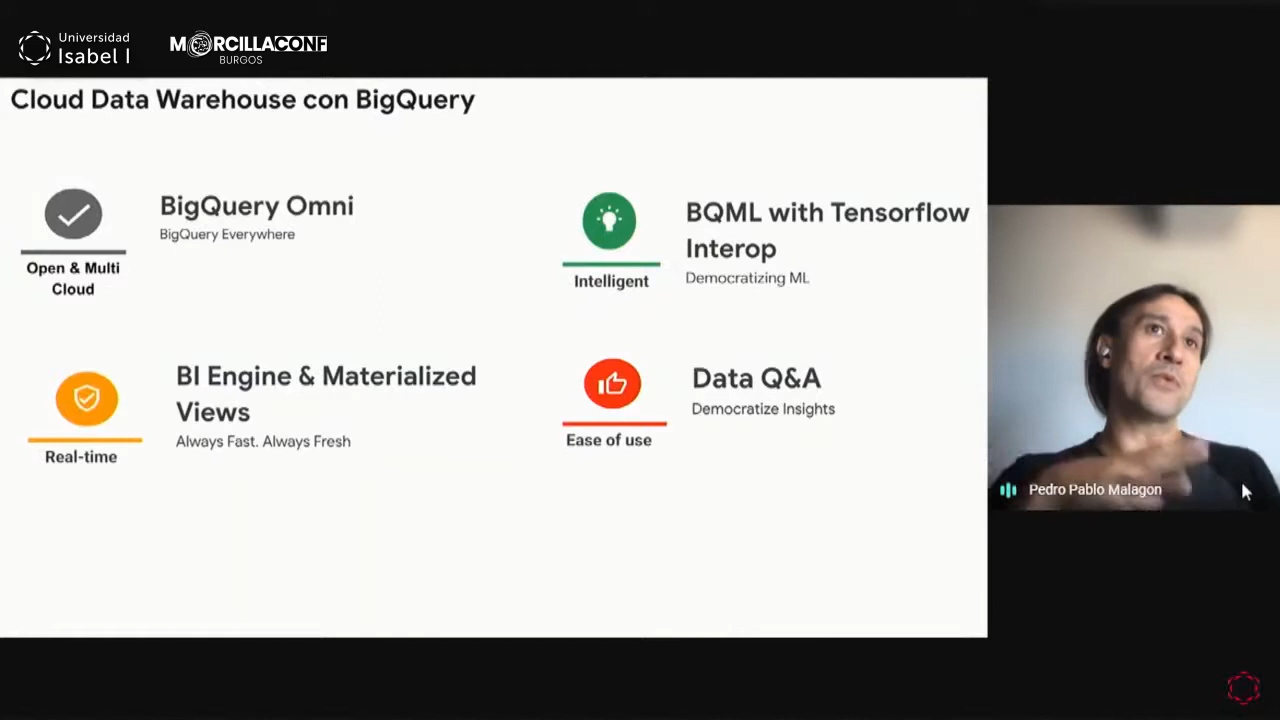 Universidad
Isabel I
MORCILLACONF
BURGOS
Cloud Data Warehouse con BigQuery
BigQuery Omni
BigQuery Everywhere
Open & Multi
Cloud
BQML with Tensorflow
Interop
Democratizing ML
Intelligent
BI Engine & Materialized
Views
Always Fast. Always Fresh
Real-time
Data Q&A
Democratize Insights
Ease of use
Pedro Pablo Malagon